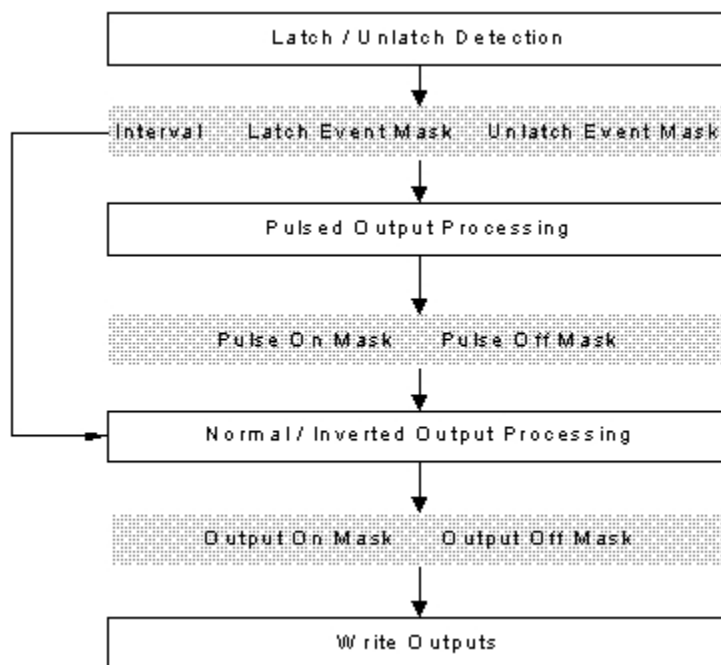 Latch / Unlatch Detection
Interval Latch Event Mask Unlatch Event Mask
Pulsed Output Processing
Pulse On Mask Pulse Off Mask
Normal / Inverted Output Processing
Output On Mask Output Off Mask
Write Outputs